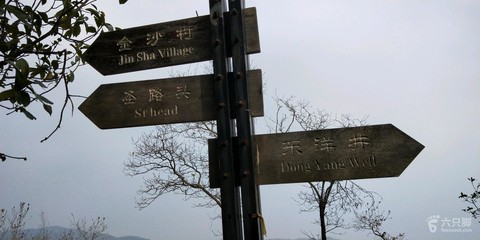 金沙村
Jin Sha Village
圣路头
St head
东洋井
Dong Yang Well
六只脚